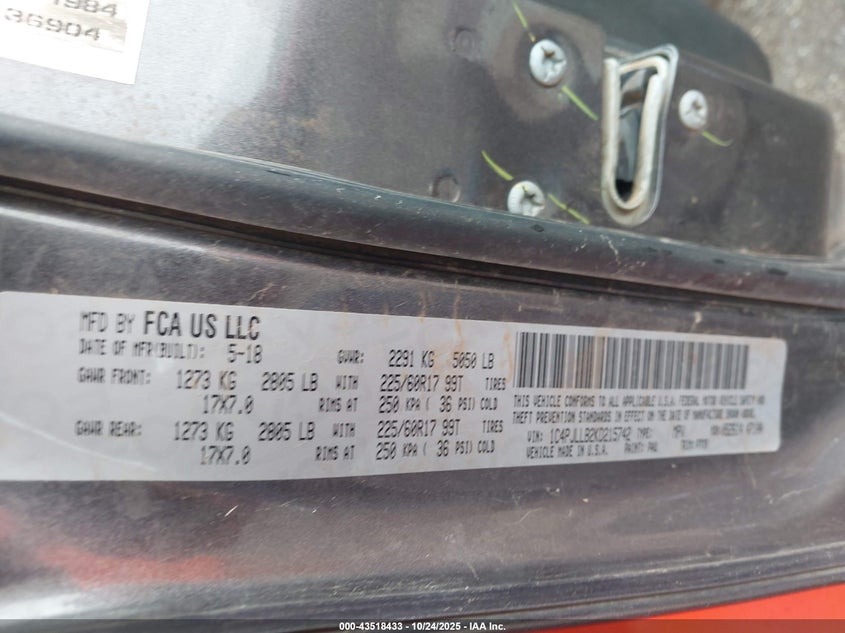 1984
36904
MFD BY FCA US LLC
DATE OF MFR(BUILT): 5-18 GVWR: 2291 KG 5050 LB
GAWR FRONT: 1273 KG 2805 LB WITH 225/60R17 99T TIRES
17X7.0 RIMS AT 250 KPA ( 36 PSI) COLD
GAWR REAR: 1273 KG 2805 LB WITH 225/60R17 99T TIRES
17X7.0 RIMS AT 250 KPA ( 36 PSI) COLD
THIS VEHICLE CONFORMS TO ALL APPLICABLE U.S.A. FEDERAL MOTOR VEHICLE SAFETY AND
THEFT PREVENTION STANDARDS IN EFFECT ON THE DATE OF MANUFACTURE SHOWN ABOVE.
VIN: 1C4PJLLB2KD215742 TYPE: MPV
VEHICLE MADE IN U.S.A. PAINT: PAU TRIM:
000-43518433 - 10/24/2025 - IAA Inc.